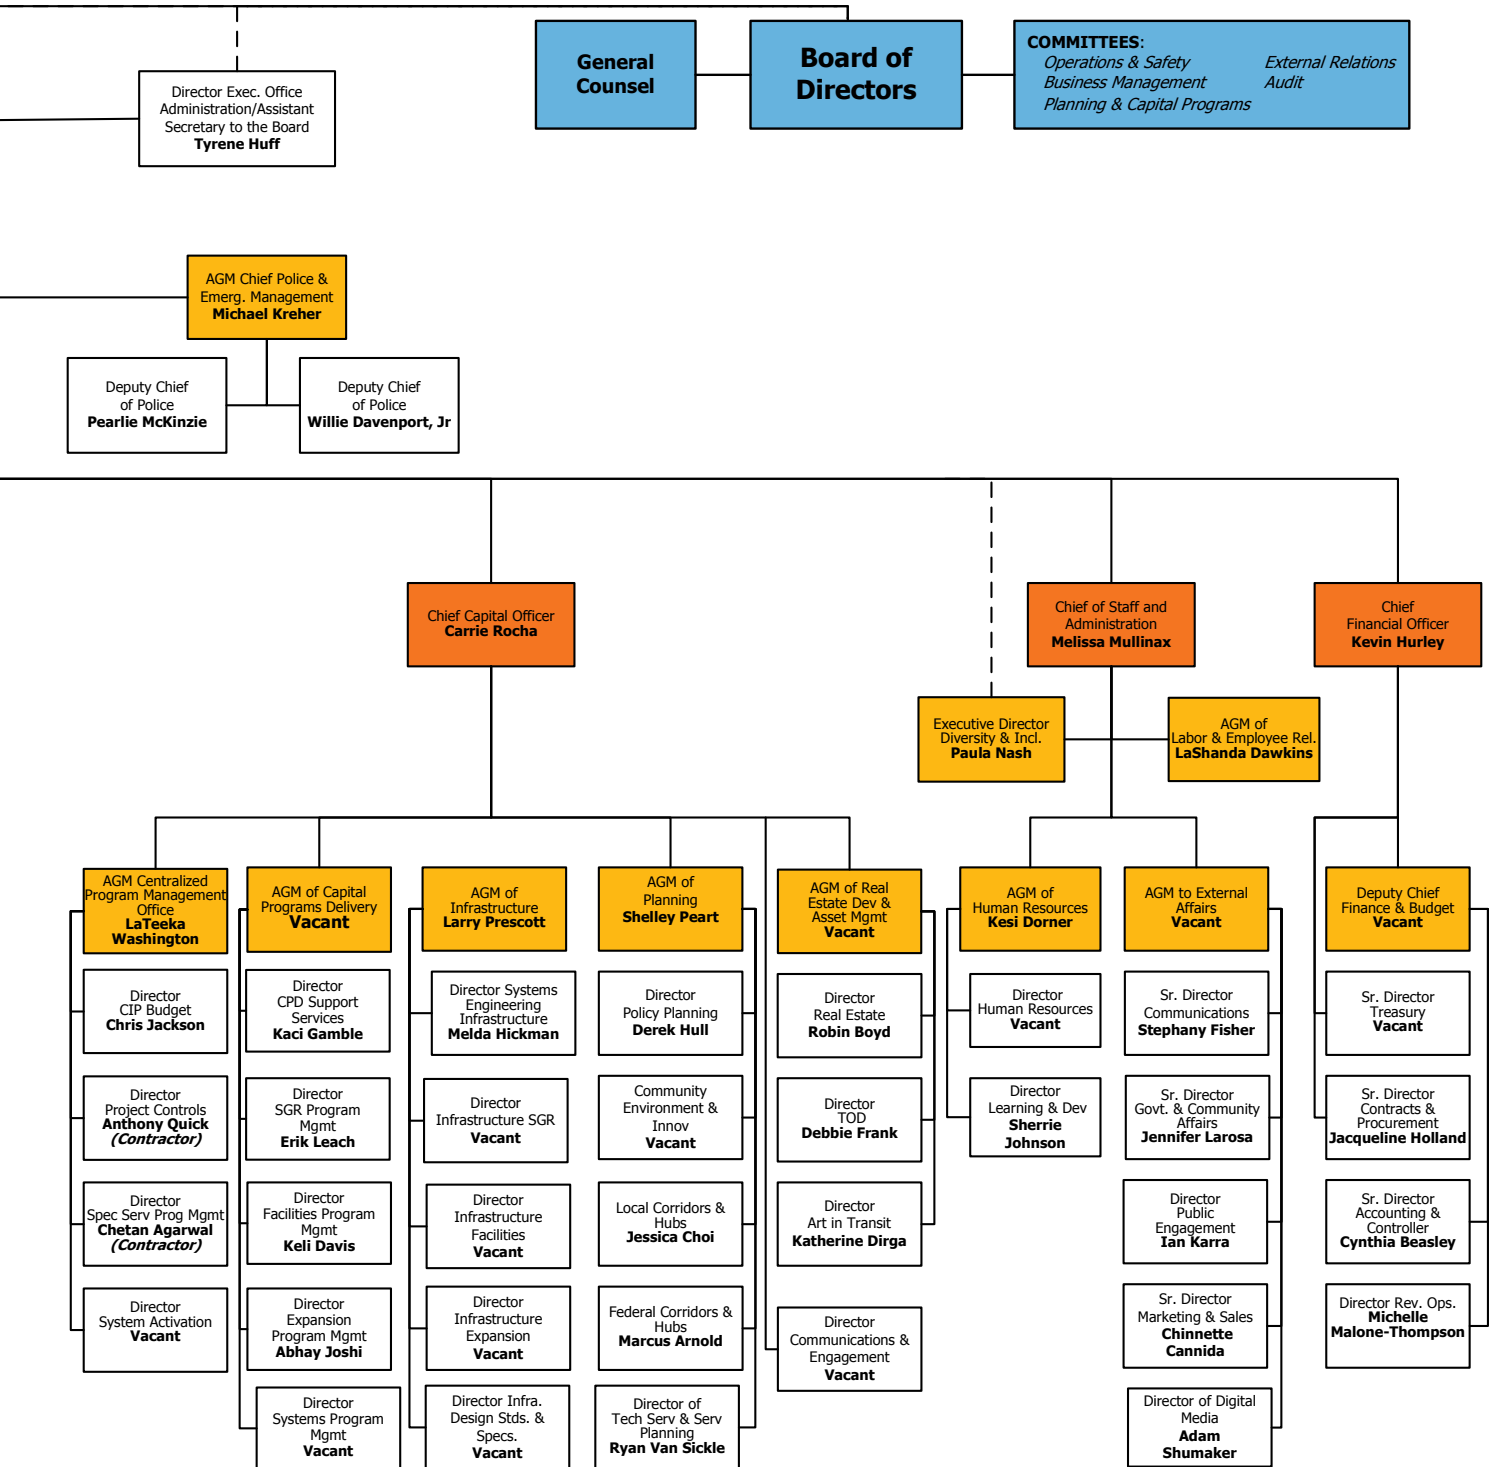 General
Counsel
Board of
Directors
COMMITTEES:
Operations & Safety
External Relations
Business Management
Audit
Planning & Capital Programs
Director Exec. Office
Administration/Assistant
Secretary to the Board
Tyrene Huff
AGM Chief Police &
Emerg. Management
Michael Kreher
Deputy Chief
of Police
Pearlie McKinzie
Deputy Chief
of Police
Willie Davenport, Jr
Chief Capital Officer
Carrie Rocha
Chief of Staff and
Administration
Melissa Mullinax
Chief
Financial Officer
Kevin Hurley
Executive Director
Diversity & Incl.
Paula Nash
AGM of
Labor & Employee Rel.
LaShanda Dawkins
AGM Centralized
Program Management
Office
LaTeeka
Washington
Director
CIP Budget
Chris Jackson
Director
Project Controls
Anthony Quick
(Contractor)
Director
Spec Serv Prog Mgmt
Chetan Agarwal
(Contractor)
Director
System Activation
Vacant
AGM of Capital
Programs Delivery
Vacant
Director
CPD Support
Services
Kaci Gamble
Director
SGR Program
Mgmt
Erik Leach
Director
Facilities Program
Mgmt
Keli Davis
Director
Expansion
Program Mgmt
Abhay Joshi
Director
Systems Program
Mgmt
Vacant
AGM of
Infrastructure
Larry Prescott
Director Systems
Engineering
Infrastructure
Melda Hickman
Director
Infrastructure SGR
Vacant
Director
Infrastructure
Facilities
Vacant
Director
Infrastructure
Expansion
Vacant
Director Infra.
Design Stds. &
Specs.
Vacant
AGM of
Planning
Shelley Peart
Director
Policy Planning
Derek Hull
Community
Environment &
Innov
Vacant
Local Corridors &
Hubs
Jessica Choi
Federal Corridors &
Hubs
Marcus Arnold
Director of
Tech Serv & Serv
Planning
Ryan Van Sickle
AGM of Real
Estate Dev &
Asset Mgmt
Vacant
Director
Real Estate
Robin Boyd
Director
TOD
Debbie Frank
Director
Art in Transit
Katherine Dirga
Director
Communications &
Engagement
Vacant
AGM of
Human Resources
Kesi Dorner
Director
Human Resources
Vacant
Director
Learning & Dev
Sherrie
Johnson
AGM to External
Affairs
Vacant
Sr. Director
Communications
Stephany Fisher
Sr. Director
Govt. & Community
Affairs
Jennifer Larosa
Director
Public
Engagement
Ian Karra
Sr. Director
Marketing & Sales
Chinnette
Cannida
Director of Digital
Media
Adam
Shumaker
Deputy Chief
Finance & Budget
Vacant
Sr. Director
Treasury
Vacant
Sr. Director
Contracts &
Procurement
Jacqueline Holland
Sr. Director
Accounting &
Controller
Cynthia Beasley
Director Rev. Ops.
Michelle
Malone-Thompson